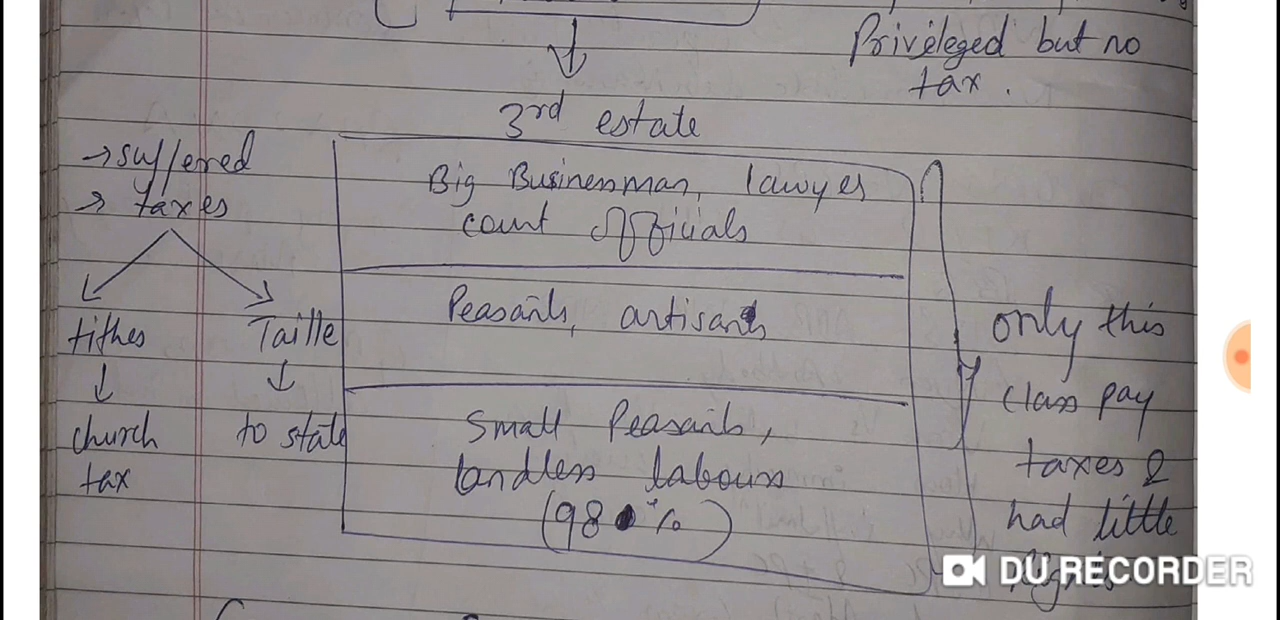 Privileged but no
tax.
3rd estate
→ suffered
→ taxes
tithes
church
tax
Taille
to state
Big Businessman, lawyes
court officials
Peasants, artisants
Small Peasants,
landless labours
(98 %)
only this
class pay
taxes &
had little
rights
DU RECORDER